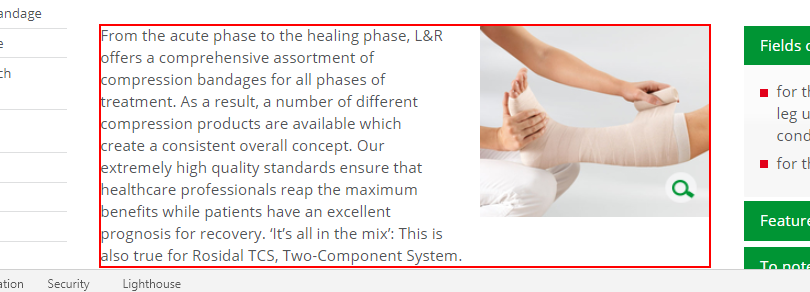 andage
e
ch
From the acute phase to the healing phase, L&R
offers a comprehensive assortment of
compression bandages for all phases of
treatment. As a result, a number of different
compression products are available which
create a consistent overall concept. Our
extremely high quality standards ensure that
healthcare professionals reap the maximum
benefits while patients have an excellent
prognosis for recovery. ‘It’s all in the mix’: This is
also true for Rosidal TCS, Two-Component System.
Fields o
for th
leg u
cond
for th
Feature
To note
ation Security Lighthouse